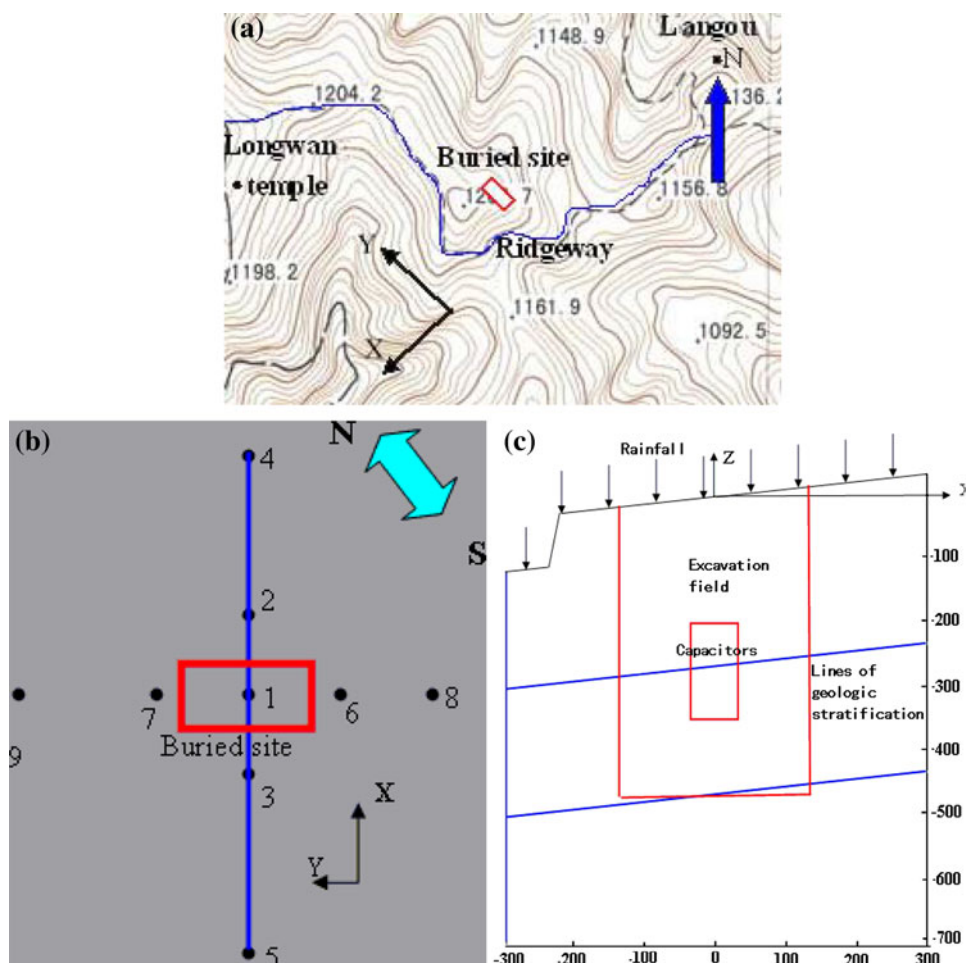 (a)
Langou
1148.9
N
1204.2
136.2
Longwan
temple
Buried site
1156.8
Ridgeway
Y
1198.2
1161.9
X
1092.5
(b)
N
4
S
2
7
1
6
8
9
Buried site
3
X
Y
5
(c)
Rainfall
Z
X
-100
Excavation
field
-200
Capacitors
Lines of
geologic
stratification
-300
-400
-500
-600
-700
-300
-200
-100
0
100
200
300